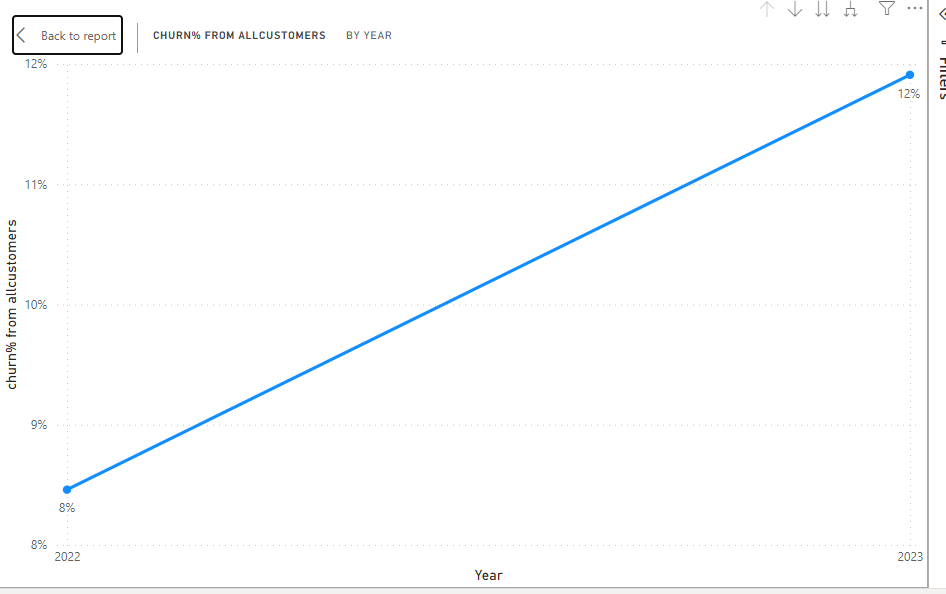 Back to report
CHURN% FROM ALLCUSTOMERS BY YEAR
Filters
12%
12%
11%
10%
9%
8%
8%
churn% from allcustomers
2022 2023
Year